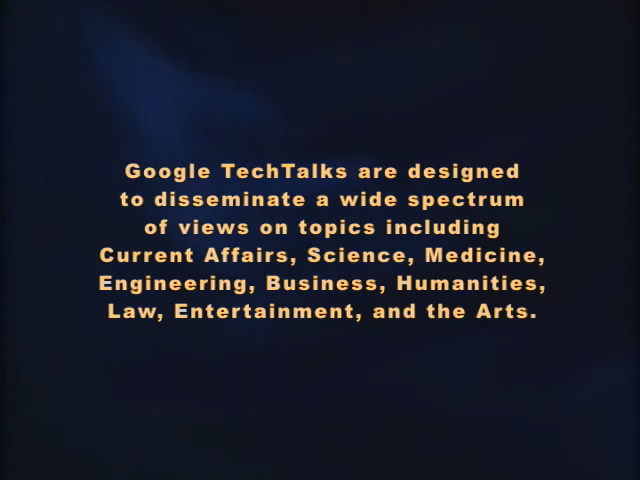 Google TechTalks are designed
to disseminate a wide spectrum
of views on topics including
Current Affairs, Science, Medicine,
Engineering, Business, Humanities,
Law, Entertainment, and the Arts.